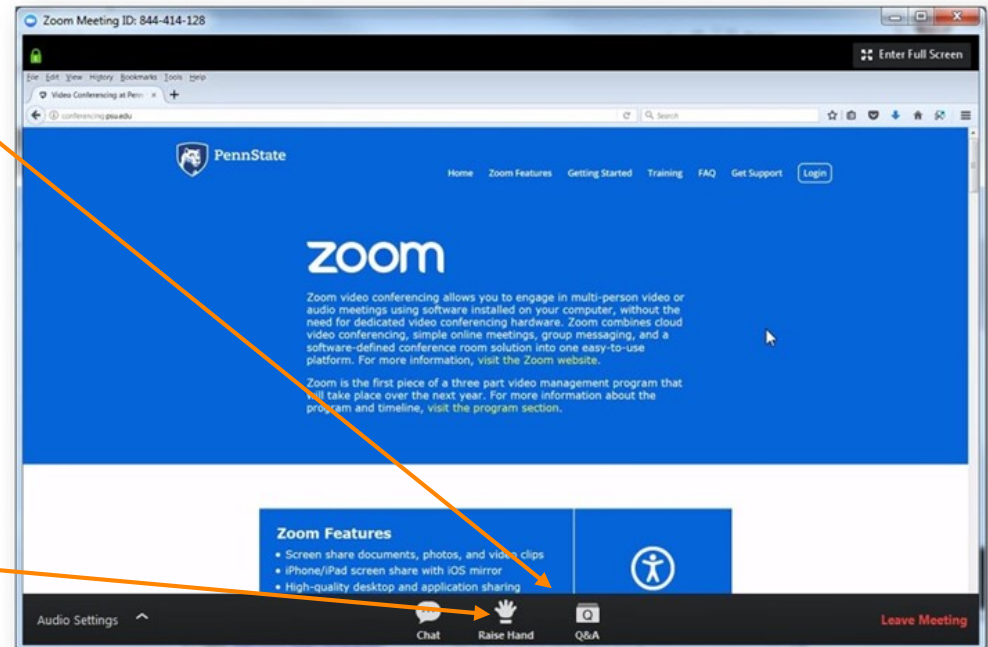 Zoom Meeting ID: 844-414-128
Enter Full Screen
File Edit View History Bookmarks Tools Help
Video Conferencing at Penn
conferencing.psu.edu
Search
PennState
Home Zoom Features Getting Started Training FAQ Get Support Login
zoom
Zoom video conferencing allows you to engage in multi-person video or
audio meetings using software installed on your computer, without the
need for dedicated video conferencing hardware. Zoom combines cloud
video conferencing, simple online meetings, group messaging, and a
software-defined conference room solution into one easy-to-use
platform. For more information, visit the Zoom website.
Zoom is the first piece of a three part video management program that
will take place over the next year. For more information about the
program and timeline, visit the program section.
Zoom Features
• Screen share documents, photos, and video clips
• iPhone/iPad screen share with iOS mirror
• High-quality desktop and application sharing
Audio Settings
Chat
Raise Hand
Q
Q&A
Leave Meeting